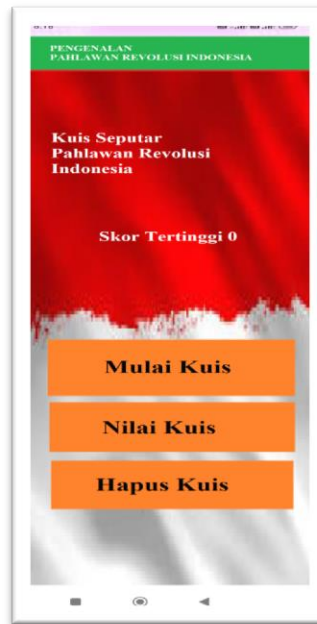 PENGENALAN
PAHLAWAN REVOLUSI INDONESIA
Kuis Seputar
Pahlawan Revolusi
Indonesia
Skor Tertinggi 0
Mulai Kuis
Nilai Kuis
Hapus Kuis